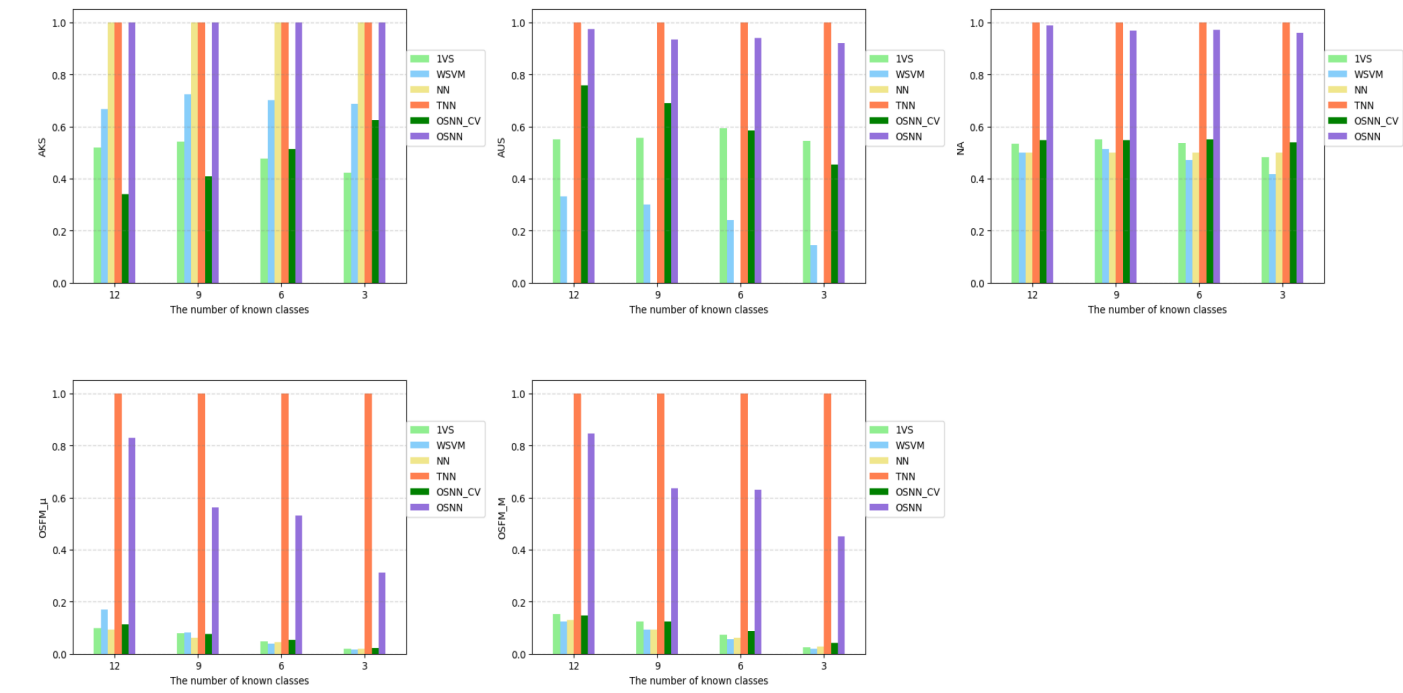 AKS
1.0
0.8
0.6
0.4
0.2
0.0
12 9 6 3
The number of known classes
1VS
WSVM
NN
TNN
OSNN_CV
OSNN
AUS
1.0
0.8
0.6
0.4
0.2
0.0
12 9 6 3
The number of known classes
1VS
WSVM
NN
TNN
OSNN_CV
OSNN
NA
1.0
0.8
0.6
0.4
0.2
0.0
12 9 6 3
The number of known classes
1VS
WSVM
NN
TNN
OSNN_CV
OSNN
OSFM_μ
1.0
0.8
0.6
0.4
0.2
0.0
12 9 6 3
The number of known classes
1VS
WSVM
NN
TNN
OSNN_CV
OSNN
OSFM_M
1.0
0.8
0.6
0.4
0.2
0.0
12 9 6 3
The number of known classes
1VS
WSVM
NN
TNN
OSNN_CV
OSNN